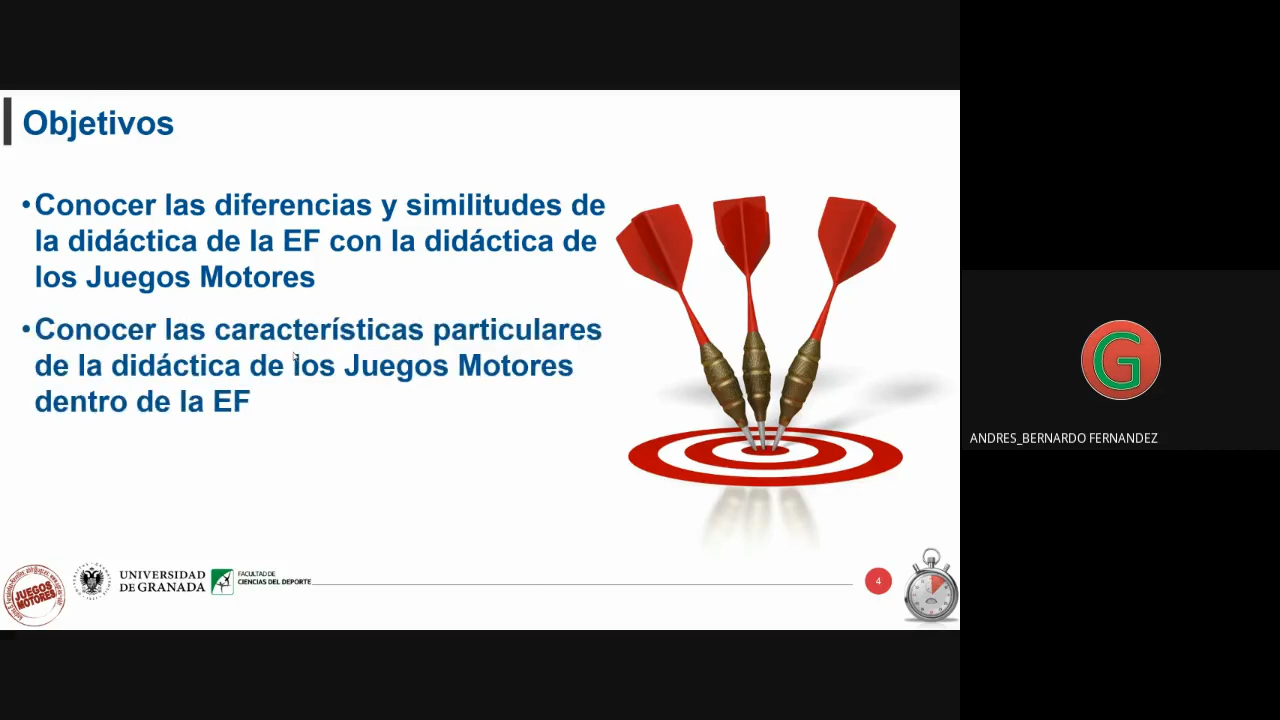 Objetivos
•Conocer las diferencias y similitudes de
la didáctica de la EF con la didáctica de
los Juegos Motores
•Conocer las características particulares
de la didáctica de los Juegos Motores
dentro de la EF
G
ANDRES_BERNARDO FERNANDEZ
JUEGOS
MOTORES
UNIVERSIDAD
DE GRANADA
FACULTAD DE
CIENCIAS DEL DEPORTE
4